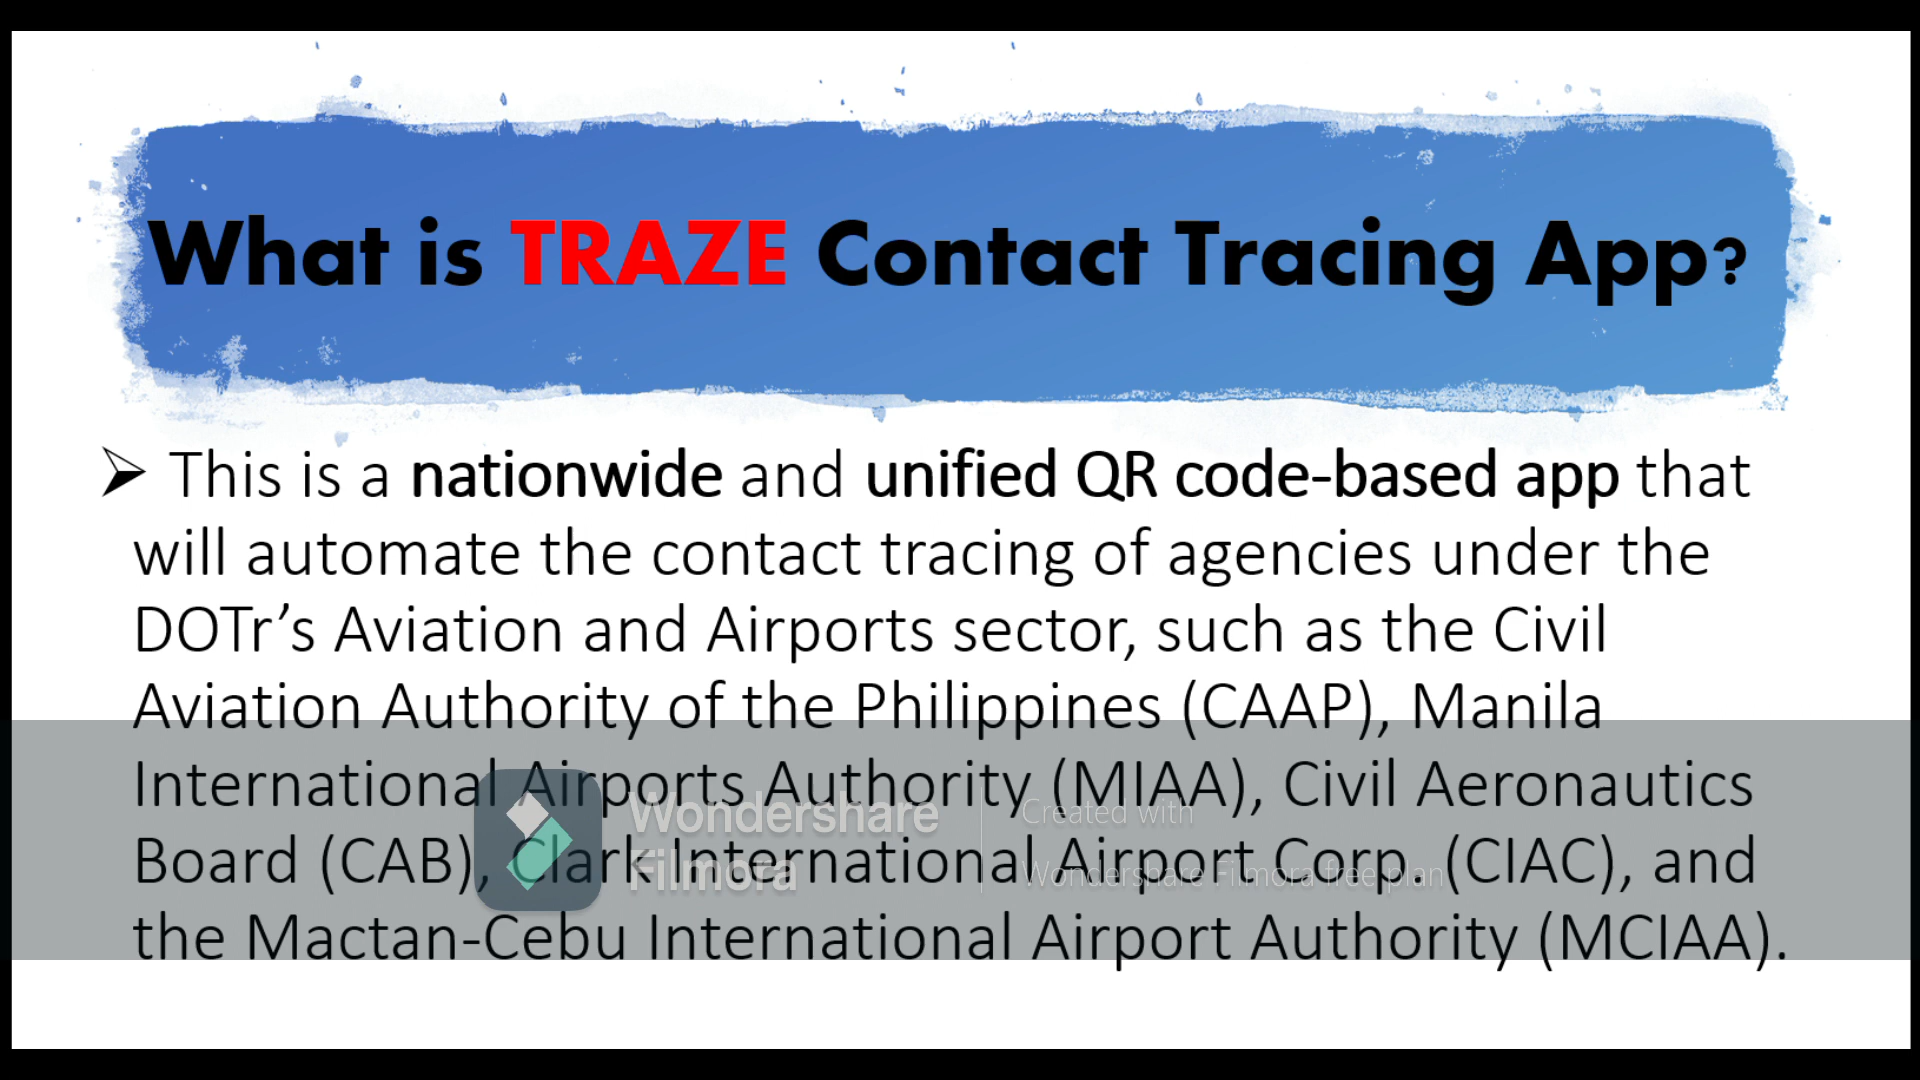 What is TRAZE Contact Tracing App?
➢ This is a nationwide and unified QR code-based app that
will automate the contact tracing of agencies under the
DOTr’s Aviation and Airports sector, such as the Civil
Aviation Authority of the Philippines (CAAP), Manila
International Airports Authority (MIAA), Civil Aeronautics
Board (CAB), Clark International Airport Corp. (CIAC), and
the Mactan-Cebu International Airport Authority (MCIAA).
Wondershare
Filmora
Created with
Wondershare Filmora free plan